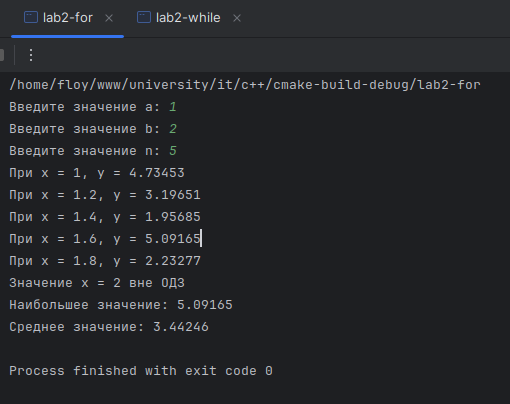 lab2-for × lab2-while ×
/home/floy/www/university/it/c++/cmake-build-debug/lab2-for
Введите значение a: 1
Введите значение b: 2
Введите значение n: 5
При x = 1, y = 4.73453
При x = 1.2, y = 3.19651
При x = 1.4, y = 1.95685
При x = 1.6, y = 5.09165
При x = 1.8, y = 2.23277
Значение x = 2 вне ОДЗ
Наибольшее значение: 5.09165
Среднее значение: 3.44246
Process finished with exit code 0